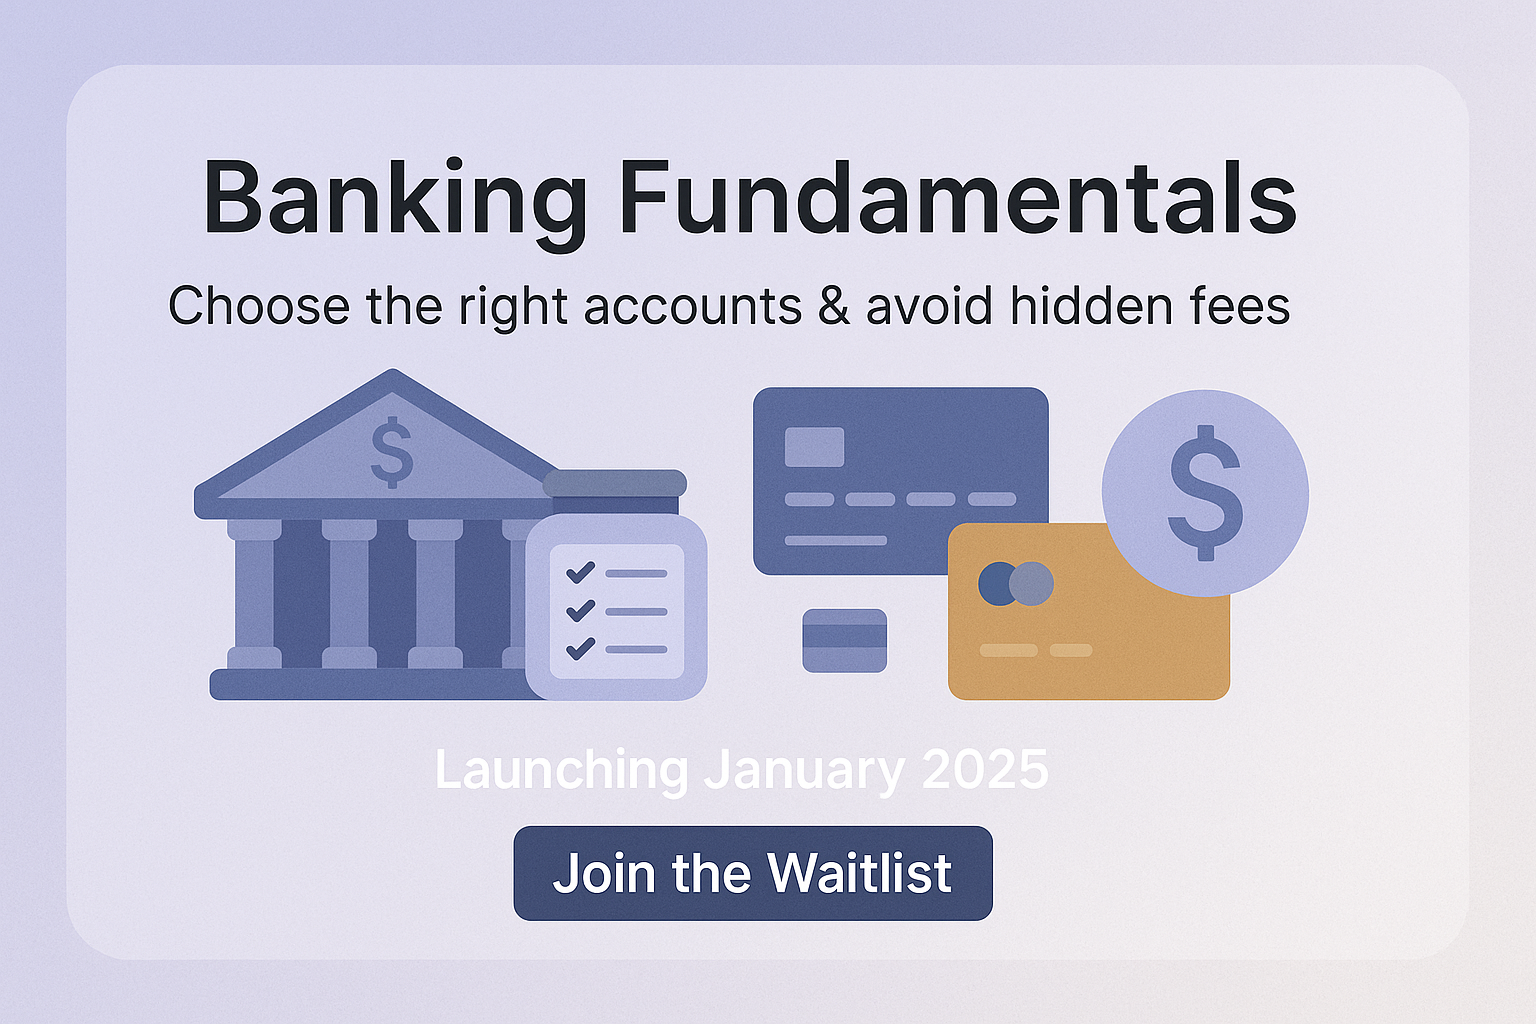 Banking Fundamentals
Choose the right accounts & avoid hidden fees
$
$
Launching January 2025
Join the Waitlist